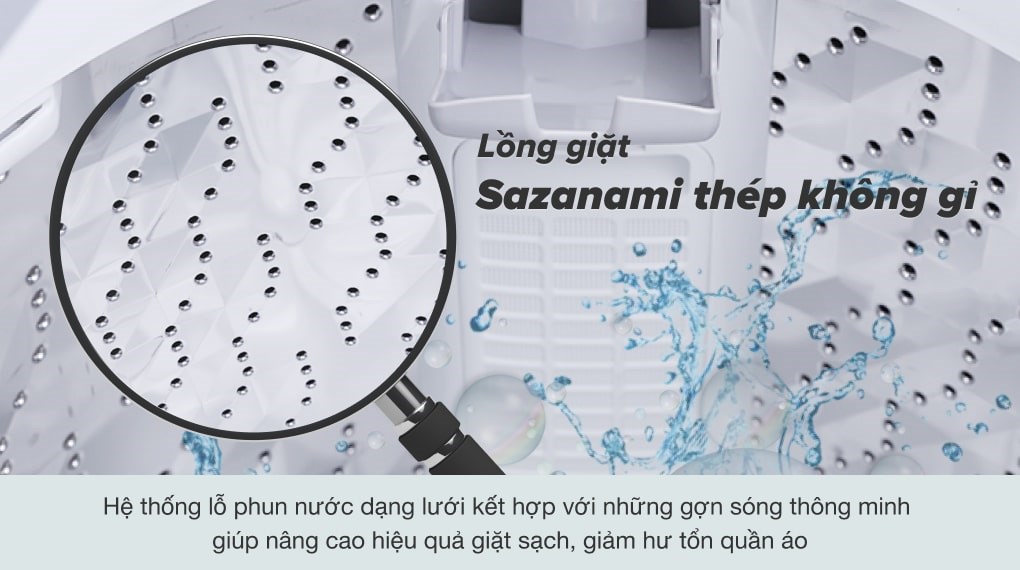 Lồng giặt
Sazanami thép không gỉ
Hệ thống lỗ phun nước dạng lưới kết hợp với những gợn sóng thông minh
giúp nâng cao hiệu quả giặt sạch, giảm hư tổn quần áo